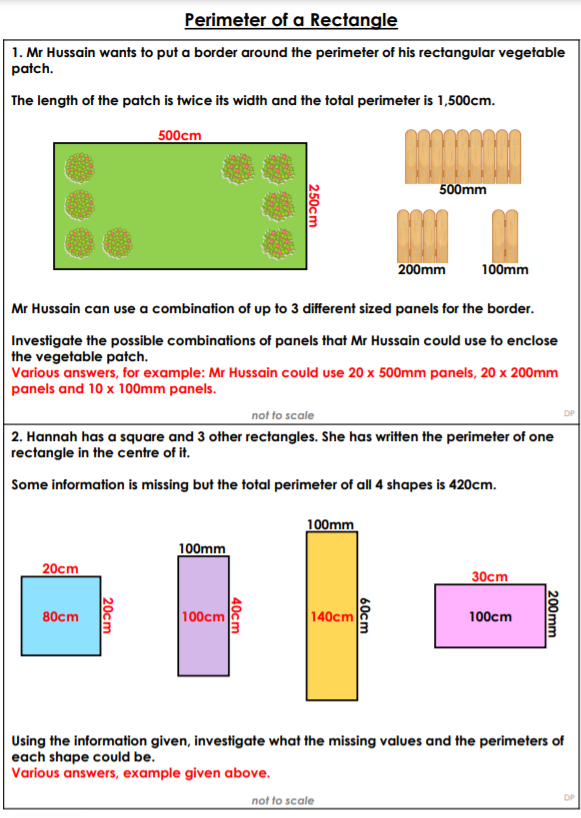 Perimeter of a Rectangle
1. Mr Hussain wants to put a border around the perimeter of his rectangular vegetable
patch.
The length of the patch is twice its width and the total perimeter is 1,500cm.
500cm
250cm
500mm
200mm
100mm
Mr Hussain can use a combination of up to 3 different sized panels for the border.
Investigate the possible combinations of panels that Mr Hussain could use to enclose
the vegetable patch.
Various answers, for example: Mr Hussain could use 20 x 500mm panels, 20 x 200mm
panels and 10 x 100mm panels.
not to scale
DP
2. Hannah has a square and 3 other rectangles. She has written the perimeter of one
rectangle in the centre of it.
Some information is missing but the total perimeter of all 4 shapes is 420cm.
20cm
80cm
20cm
100mm
100cm
40cm
100mm
140cm
60cm
30cm
100cm
200mm
Using the information given, investigate what the missing values and the perimeters of
each shape could be.
Various answers, example given above.
not to scale
DP